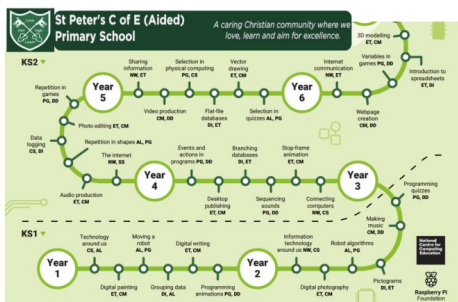 St Peter's C of E (Aided)
Primary School
A caring Christian community where we
love, learn and aim for excellence.
KS2
3D modelling
ET, CM
Variables in
games PG, DD
Introduction to
spreadsheets
ET, DI
Webpage
creation
CM, DD
Internet
communication
NW, ET
Year
6
Selection in
quizzes AL, PG
Vector
drawing
ET, CM
Flat-file
databases
DI, ET
Selection in
physical computing
PG, CS
Video production
CM, DD
Sharing
information
NW, ET
Year
5
Repetition in
games
PG, DD
Photo editing ET, CM
Data
logging
CS, DI
Repetition in shapes AL, PG
Audio production
ET, CM
The internet
NW, SS
Year
4
Events and
actions in
programs PG, DD
Desktop
publishing
ET, CM
Branching
databases
DI, ET
Sequencing
sounds
PG, DD
Stop-frame
animation
ET, CM
Connecting
computers
NW, CS
Year
3
Programming
quizzes
PG, DD
Making
music
CM, DD
Pictograms
DI, ET
KS1
Year
1
Technology
around us
CS, AL
Digital painting
ET, CM
Moving a
robot
AL, PG
Grouping data
DI, AL
Digital writing
ET, CM
Programming
animations PG, DD
Year
2
Information
technology
around us NW, CS
Digital photography
ET, CM
Robot algorithms
AL, PG
National
Centre for
Computing
Education
Raspberry Pi
Foundation